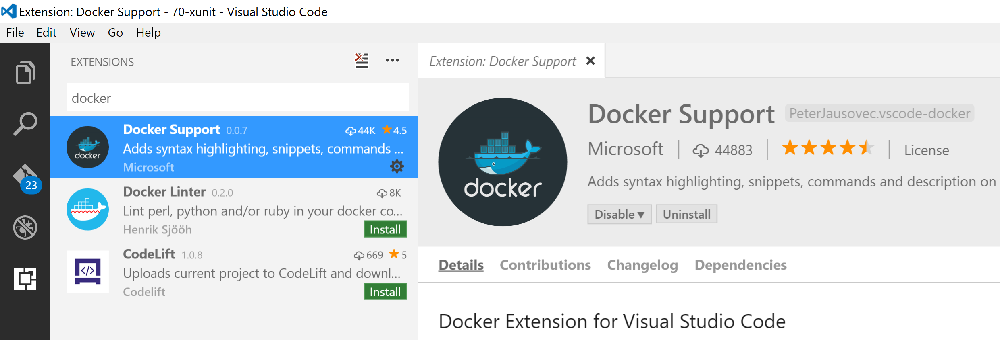 Extension: Docker Support - 70-xunit - Visual Studio Code
File Edit View Go Help
EXTENSIONS
docker
Docker Support 0.0.7 44K 4.5
Adds syntax highlighting, snippets, commands ...
Microsoft
docker
Docker Linter 0.2.0 8K
Lint perl, python and/or ruby in your docker co...
Henrik Sjööh Install
CodeLift 1.0.8 669 5
</>
Uploads current project to CodeLift and downl...
Codelift Install
23
Extension: Docker Support
docker
Docker Support PeterJausovec.vscode-docker
Microsoft 44883 License
Adds syntax highlighting, snippets, commands and description on
Disable Uninstall
Details Contributions Changelog Dependencies
Docker Extension for Visual Studio Code